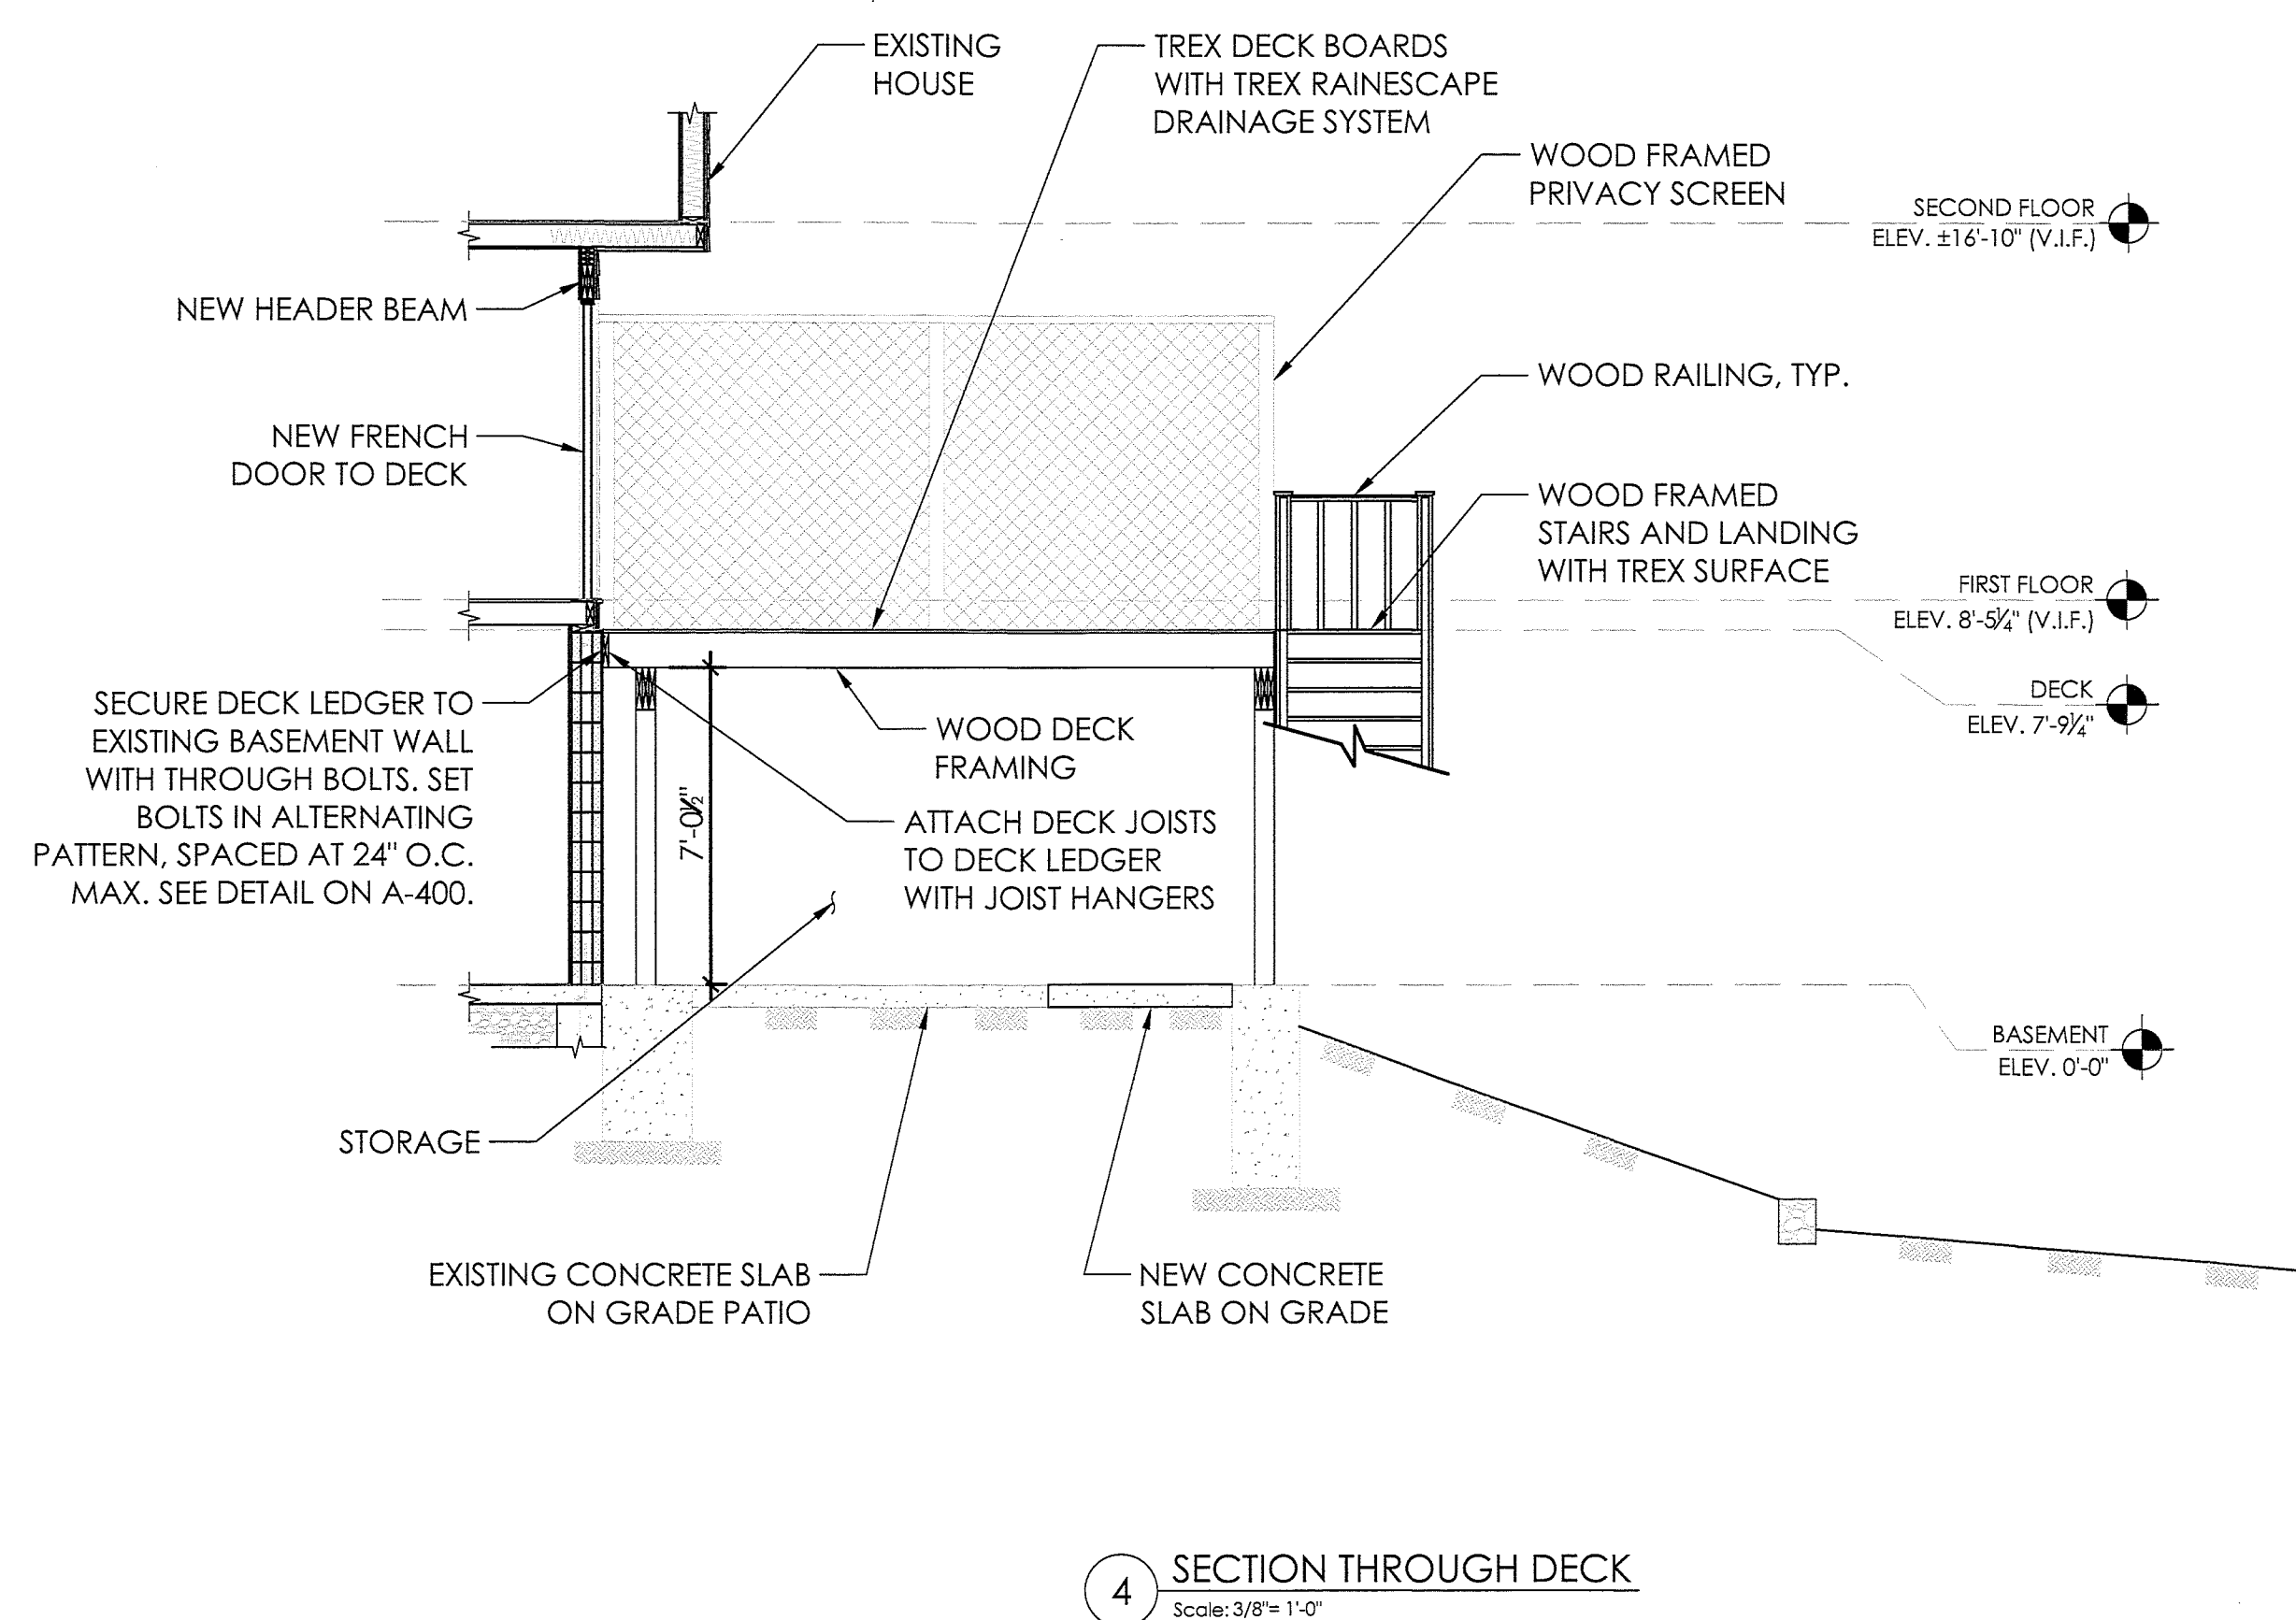 EXISTING
HOUSE
TREX DECK BOARDS
WITH TREX RAINESCAPE
DRAINAGE SYSTEM
WOOD FRAMED
PRIVACY SCREEN
SECOND FLOOR
ELEV. ±16'-10" (V.I.F.)
NEW HEADER BEAM
WOOD RAILING, TYP.
NEW FRENCH
DOOR TO DECK
WOOD FRAMED
STAIRS AND LANDING
WITH TREX SURFACE
FIRST FLOOR
ELEV. 8'-5¼" (V.I.F.)
SECURE DECK LEDGER TO
EXISTING BASEMENT WALL
WITH THROUGH BOLTS. SET
BOLTS IN ALTERNATING
PATTERN, SPACED AT 24" O.C.
MAX. SEE DETAIL ON A-400.
DECK
ELEV. 7'-9¼"
WOOD DECK
FRAMING
7'-0½"
ATTACH DECK JOISTS
TO DECK LEDGER
WITH JOIST HANGERS
BASEMENT
ELEV. 0'-0"
STORAGE
EXISTING CONCRETE SLAB
ON GRADE PATIO
NEW CONCRETE
SLAB ON GRADE
4
SECTION THROUGH DECK
Scale: 3/8"= 1'-0"